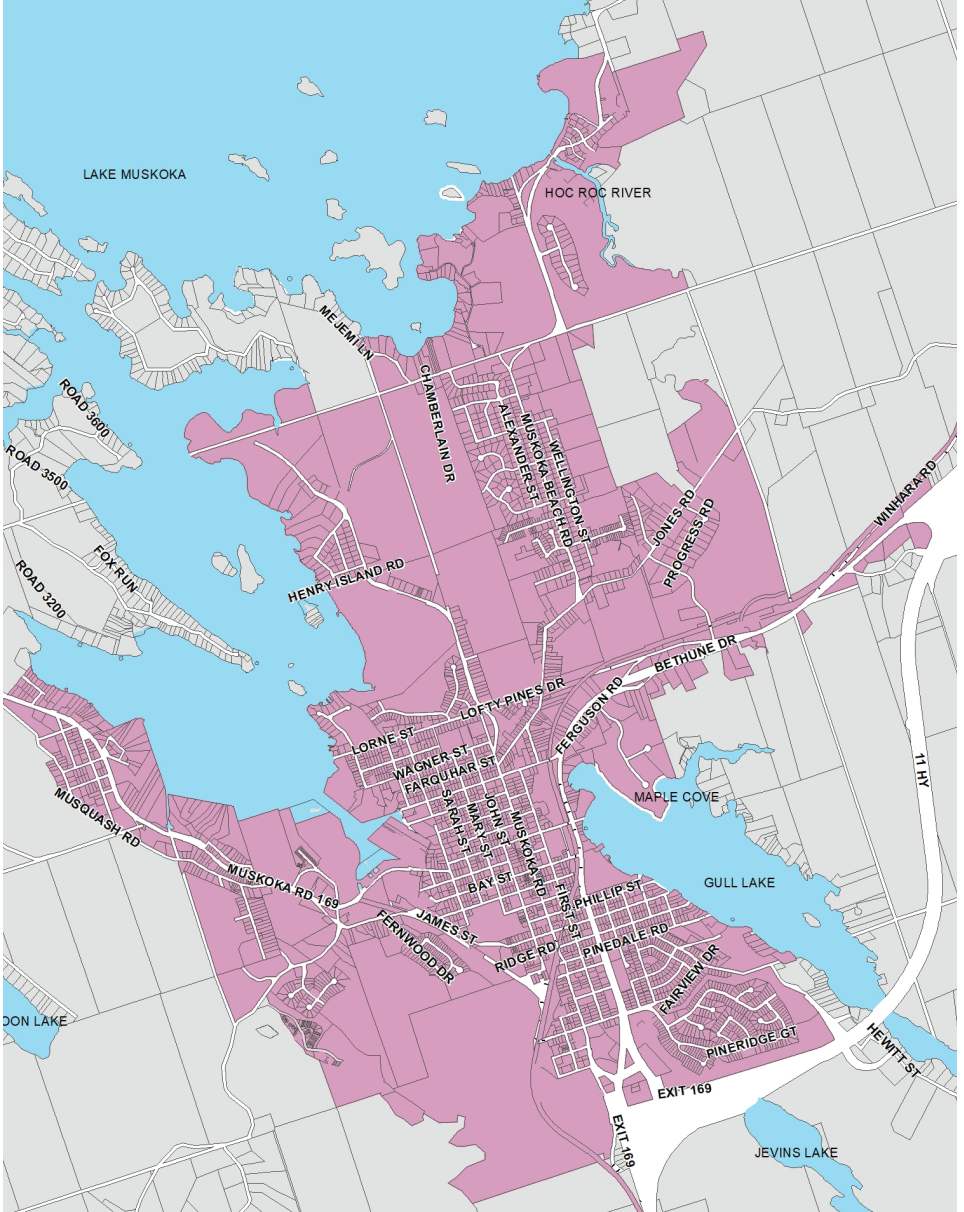 LAKE MUSKOKA
HOC ROC RIVER
MEJEMI LN
CHAMBERLAIN DR
ROAD 3600
ALEXANDER ST
MUSKOKA BEACH RD
WELLINGTON ST
ROAD 3500
WINHARA RD
JONES RD
PROGRESS RD
FOX RUN
ROAD 3200
HENRY ISLAND RD
BETHUNE DR
LOFTY PINES DR
FERGUSON RD
LORNE ST
WAGNER ST
FARQUHAR ST
11 HY
MAPLE COVE
SARAH ST
MARY ST
JOHN ST
MUSKOKA RD
MUSQUASH RD
MUSKOKA RD 169
BAY ST
GULL LAKE
FIRST ST
PHILLIP ST
JAMES ST
FERNWOOD DR
RIDGE RD
PINEDALE RD
FAIRVIEW DR
OON LAKE
PINERIDGE GT
HEWITT ST
EXIT 169
EXIT 169
JEVINS LAKE